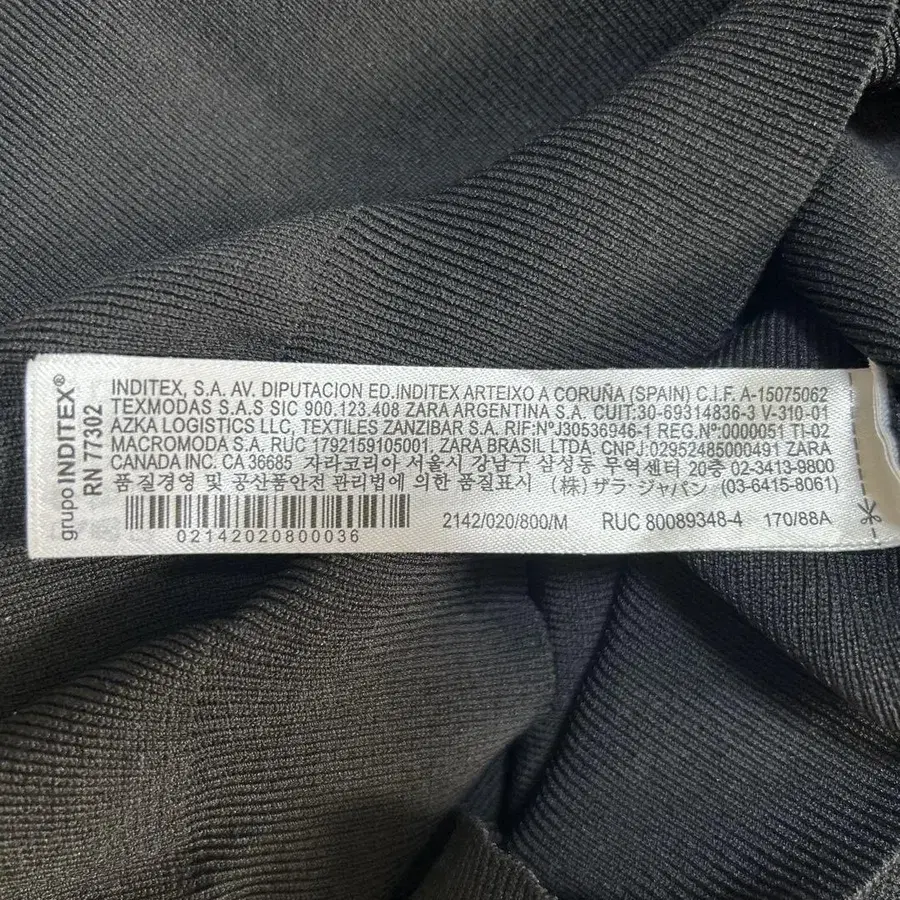 grupo INDITEX®
RN 77302
INDITEX, S.A. AV. DIPUTACION ED.INDITEX ARTEIXO A CORUÑA (SPAIN) C.I.F. A-15075062
TEXMODAS S.A.S SIC 900.123.408 ZARA ARGENTINA S.A. CUIT:30-69314836-3 V-310-01
AZKA LOGISTICS LLC, TEXTILES ZANZIBAR S.A. RIF:NºJ30536946-1 REG.Nº:0000051 TI-02
MACROMODA S.A. RUC 1792159105001, ZARA BRASIL LTDA. CNPJ:02952485000491 ZARA
CANADA INC. CA 36685 자라코리아 서울시 강남구 삼성동 무역센터 20층 02-3413-9800
품질경영 및 공산품안전 관리법에 의한 품질표시 (株) ザラ・ジャパン (03-6415-8061)
02142020800036
2142/020/800/M RUC 80089348-4 170/88A